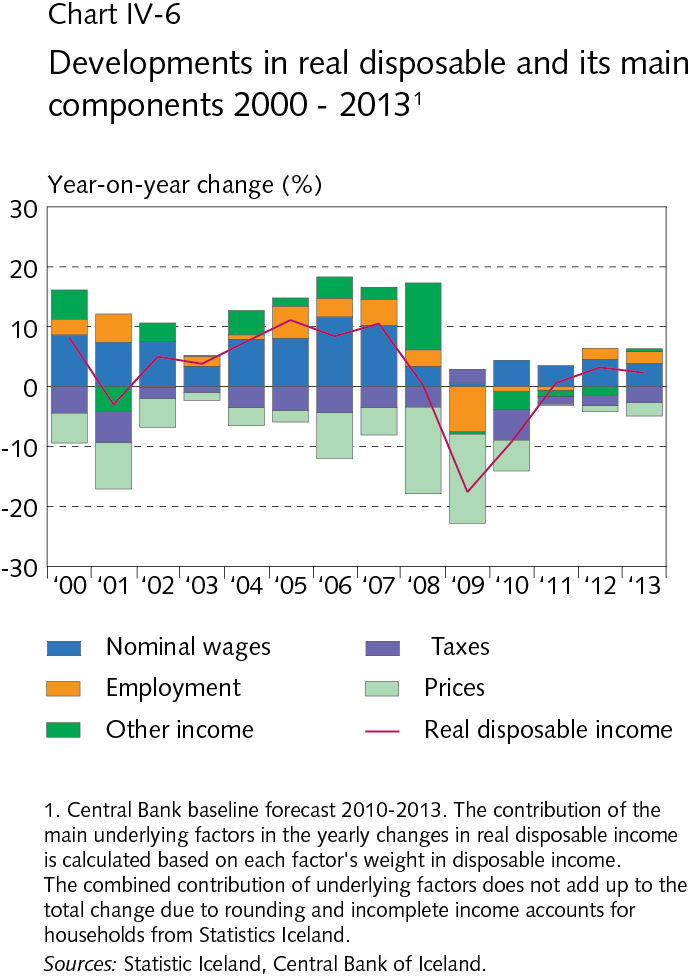 Chart IV-6
Developments in real disposable and its main
components 2000 - 2013¹
Year-on-year change (%)
30
20
10
0
-10
-20
-30
‘00 ‘01 ‘02 ‘03 ‘04 ‘05 ‘06 ‘07 ‘08 ‘09 ‘10 ‘11 ‘12 ‘13
Nominal wages
Taxes
Employment
Prices
Other income
Real disposable income
1. Central Bank baseline forecast 2010-2013. The contribution of the
main underlying factors in the yearly changes in real disposable income
is calculated based on each factor's weight in disposable income.
The combined contribution of underlying factors does not add up to the
total change due to rounding and incomplete income accounts for
households from Statistics Iceland.
Sources: Statistic Iceland, Central Bank of Iceland.